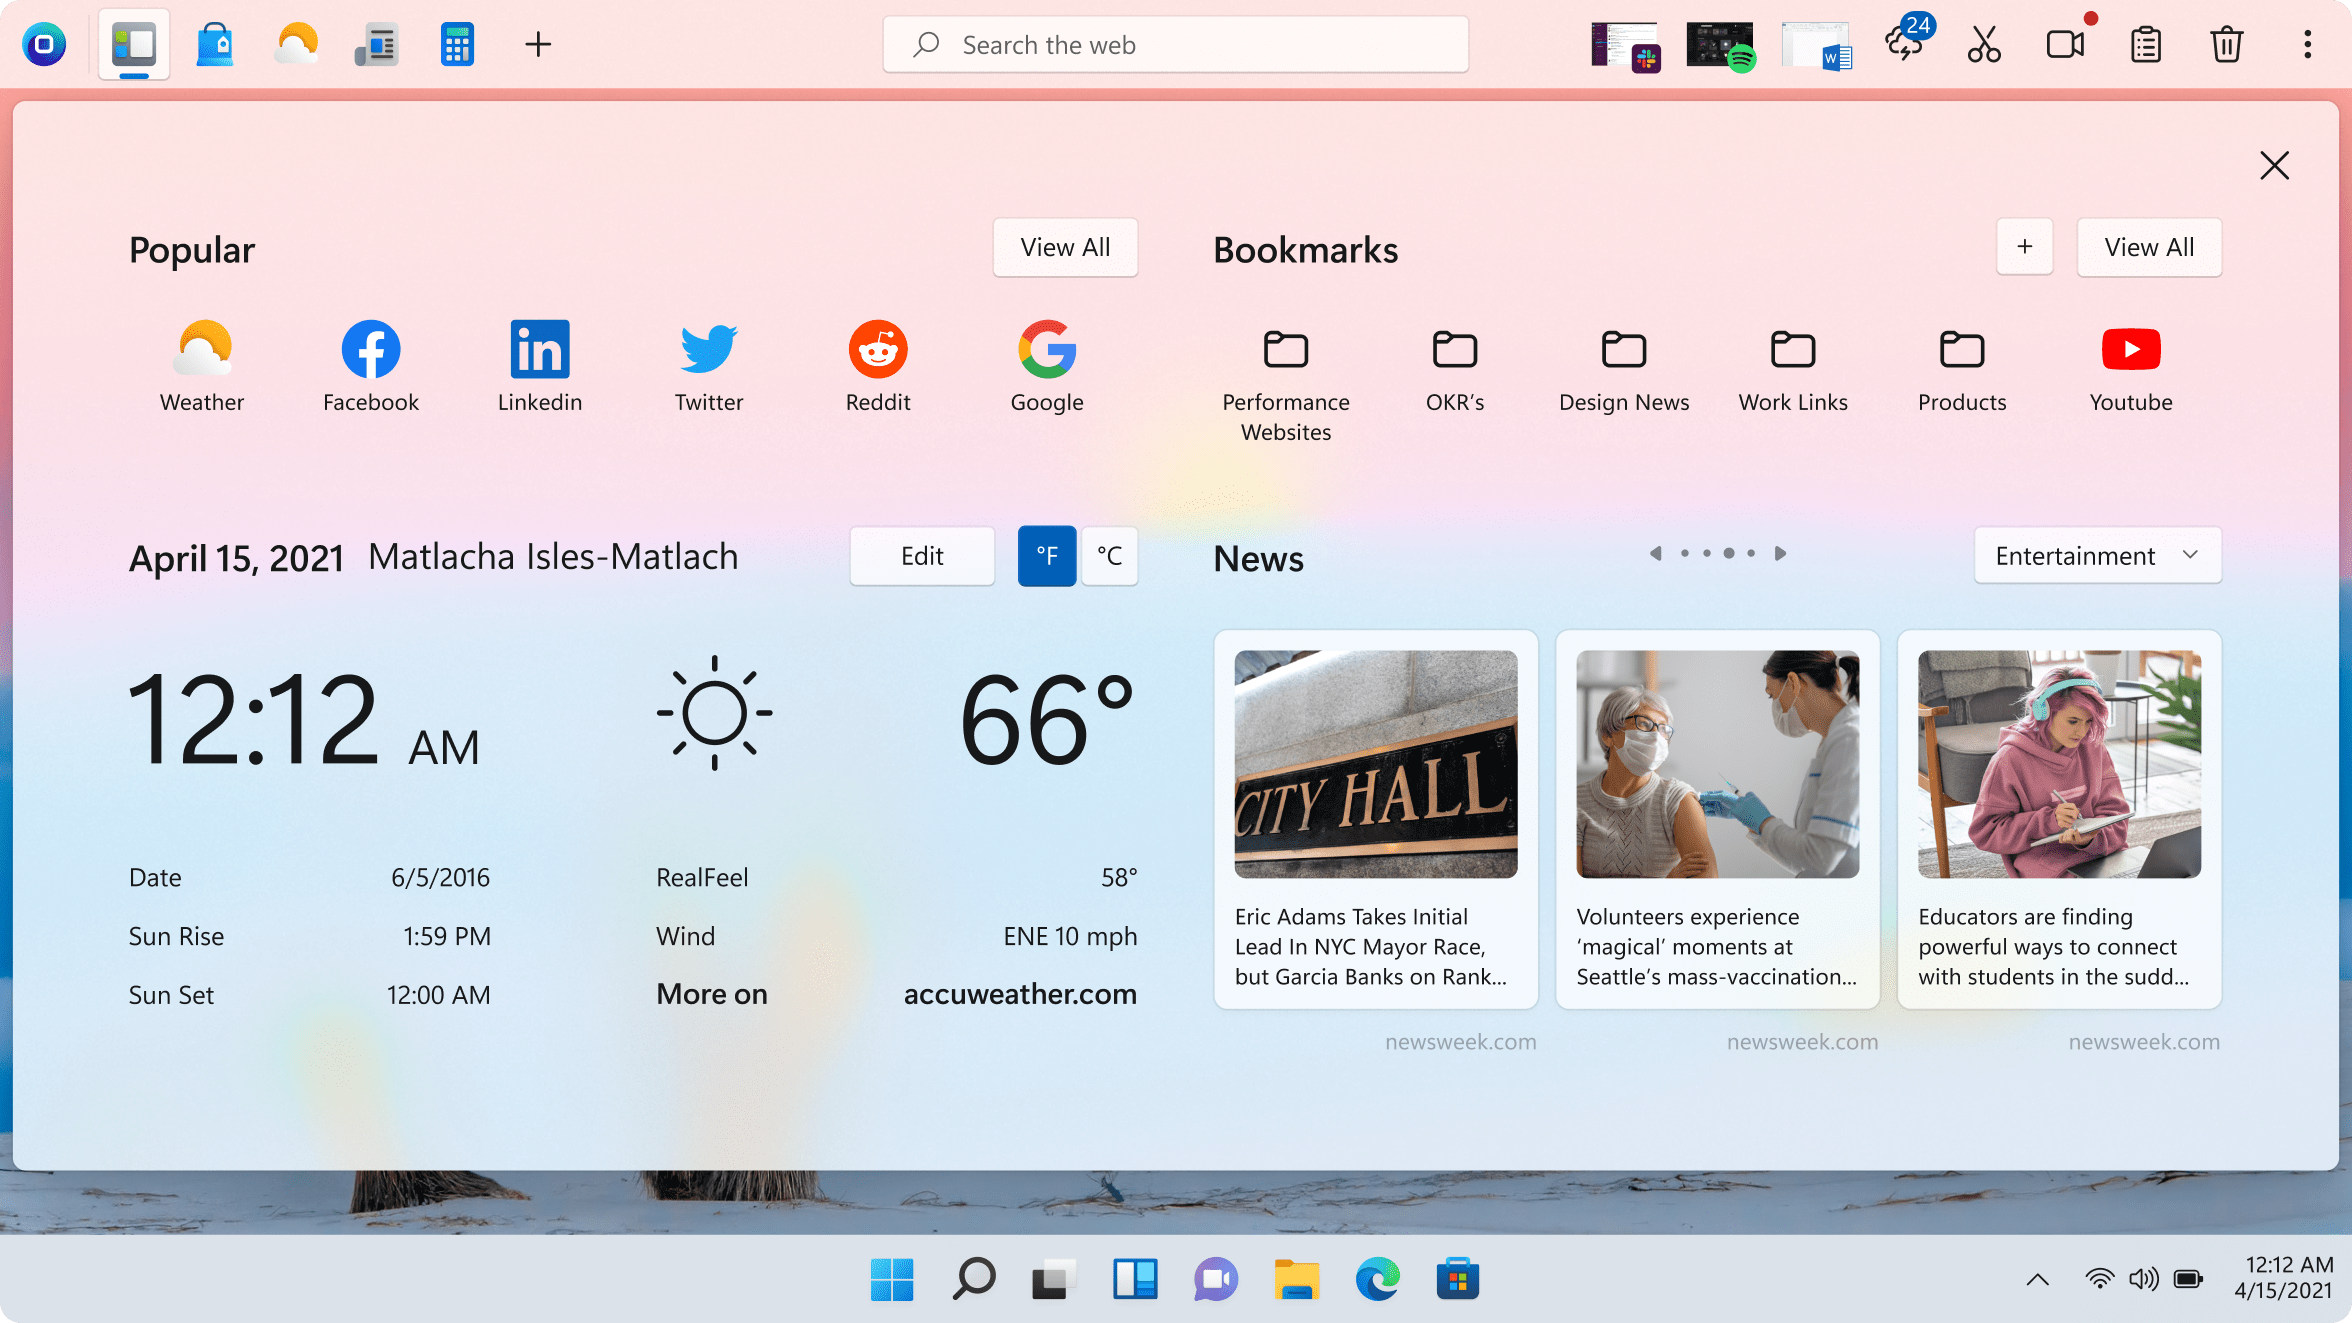 Search the web
24
Popular
View All
Bookmarks
+
View All
Weather
Facebook
Linkedin
Twitter
Reddit
Google
Performance
Websites
OKR's
Design News
Work Links
Products
Youtube
April 15, 2021 Matlacha Isles-Matlach
Edit
°F
°C
News
Entertainment
12:12 AM
66°
CITY HALL
Date 6/5/2016
Sun Rise 1:59 PM
Sun Set 12:00 AM
RealFeel 58°
Wind ENE 10 mph
More on accuweather.com
Eric Adams Takes Initial
Lead In NYC Mayor Race,
but Garcia Banks on Rank...
newsweek.com
Volunteers experience
‘magical’ moments at
Seattle’s mass-vaccination...
newsweek.com
Educators are finding
powerful ways to connect
with students in the sudd...
newsweek.com
12:12 AM
4/15/2021